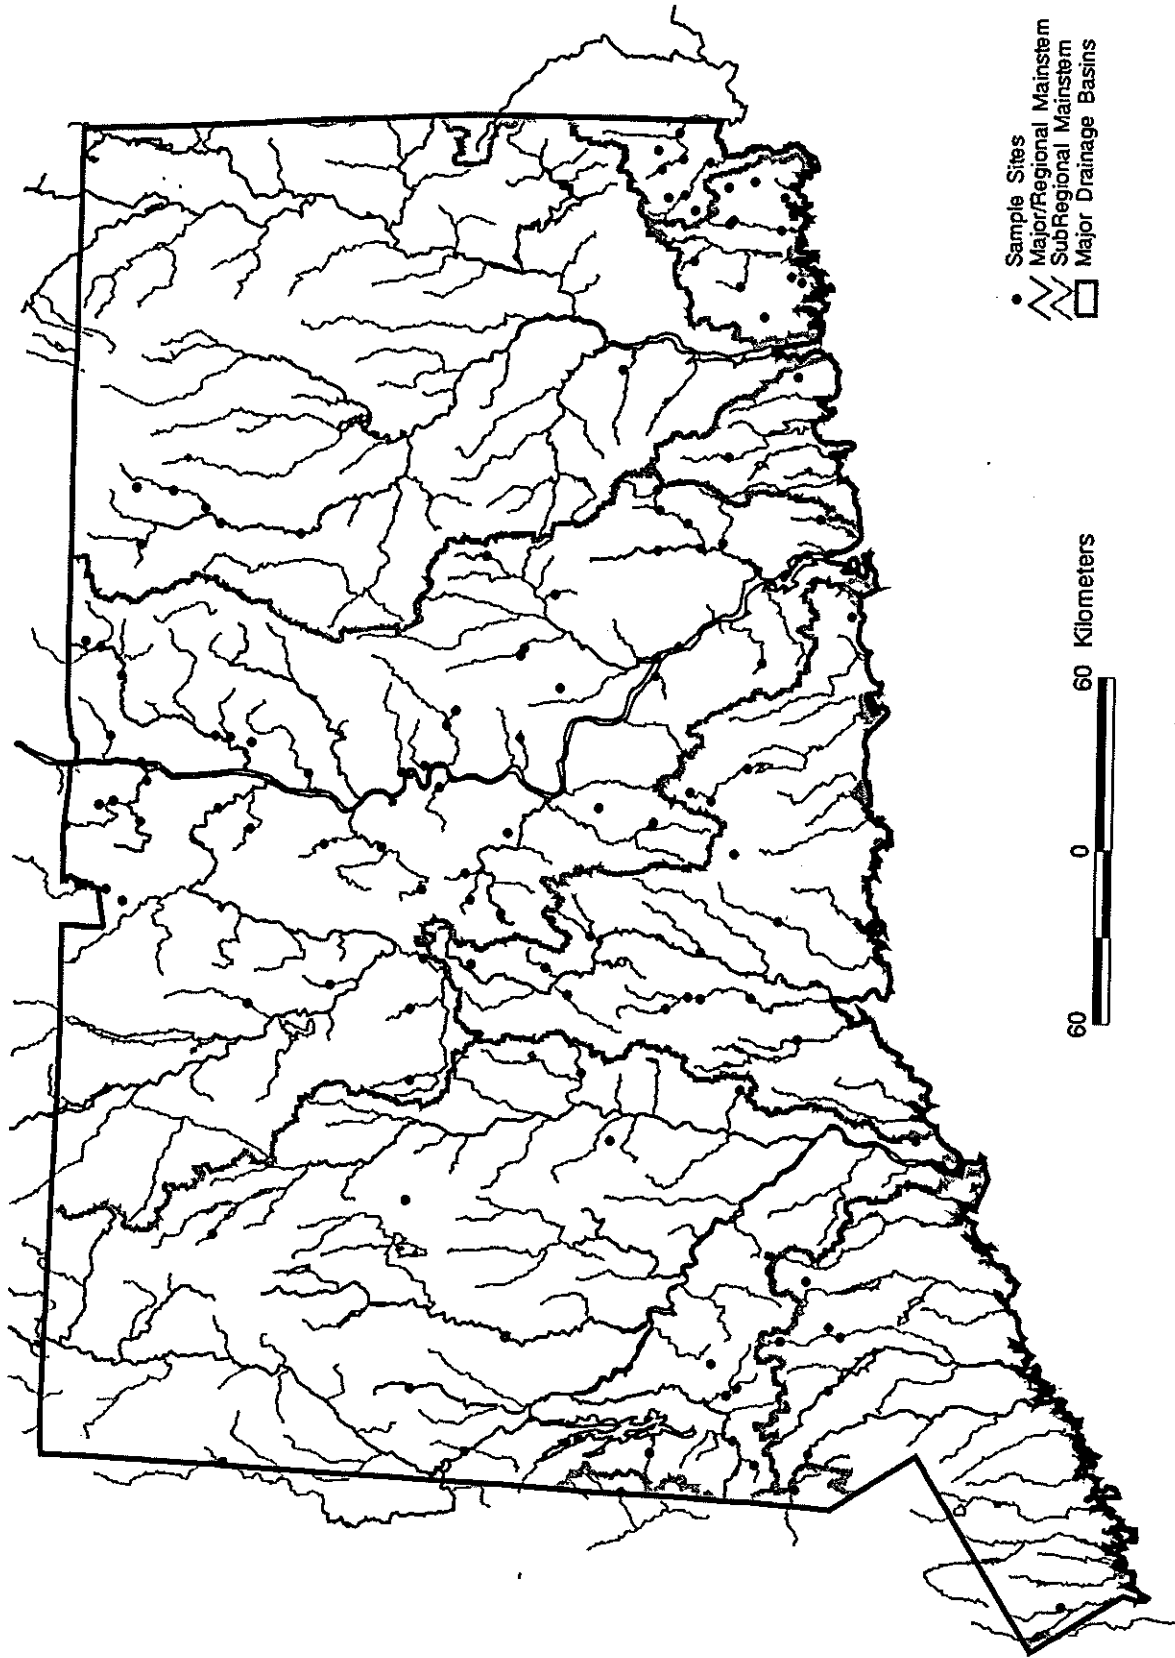 Sample Sites
Major/Regional Mainstem
SubRegional Mainstem
Major Drainage Basins
60 0 60 Kilometers